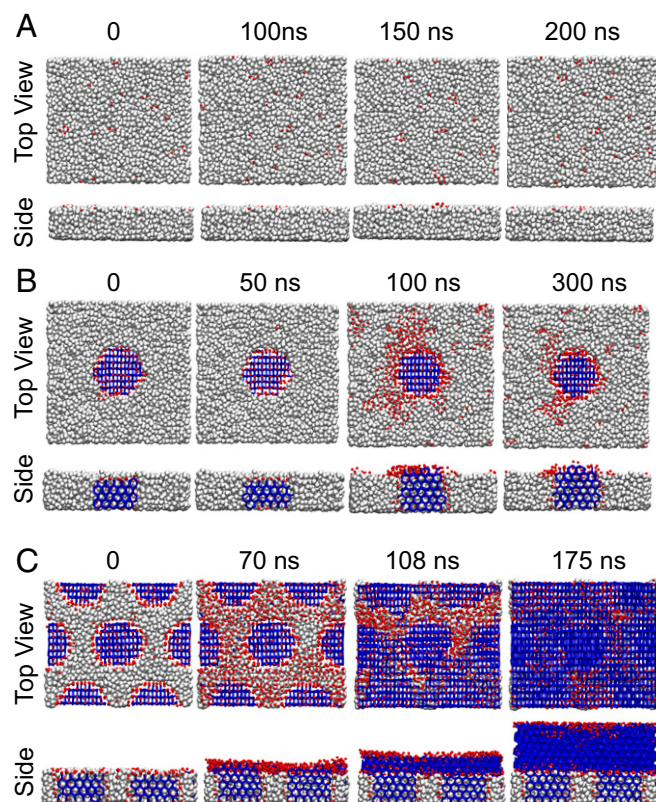 A
0 100ns 150 ns 200 ns
Top View
Side
B
0 50 ns 100 ns 300 ns
Top View
Side
C
0 70 ns 108 ns 175 ns
Top View
Side